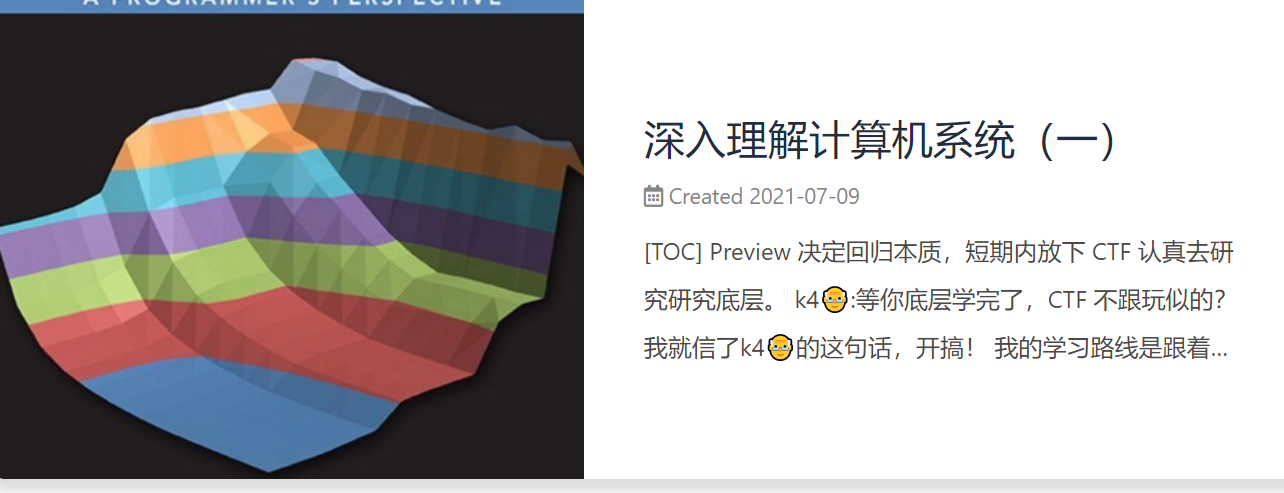 A PROGRAMMER'S PERSPECTIVE
深入理解计算机系统（一）
Created 2021-07-09
[TOC] Preview 决定回归本质，短期内放下 CTF 认真去研
究研究底层。 k4👴:等你底层学完了，CTF 不跟玩似的？
我就信了k4👴的这句话，开搞！ 我的学习路线是跟着...